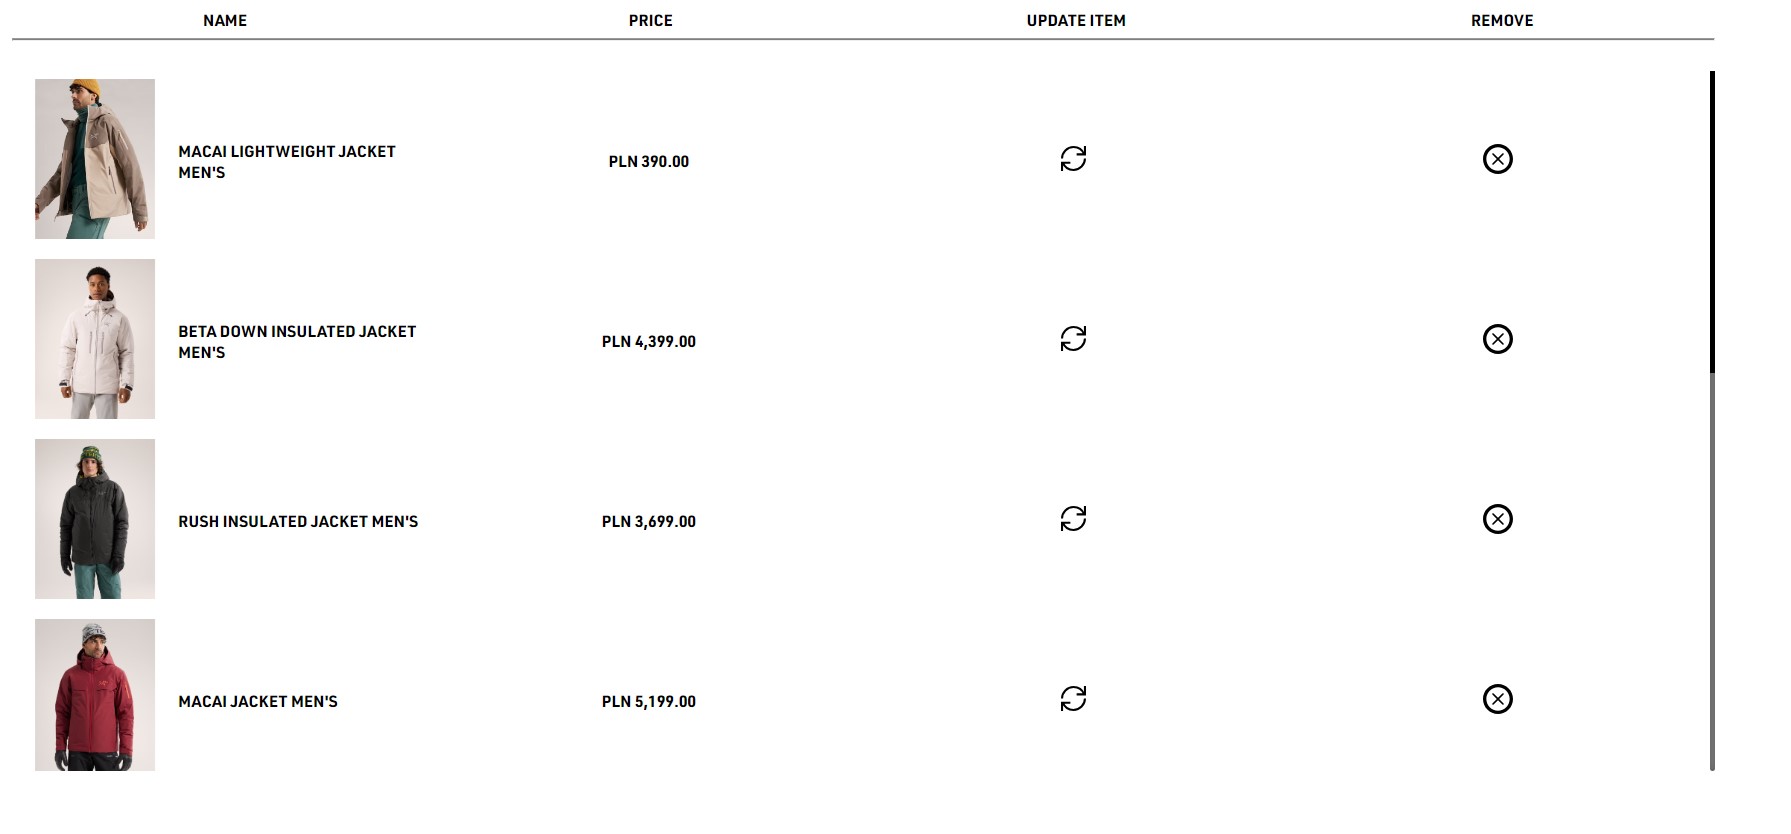 NAME PRICE UPDATE ITEM REMOVE
MACAI LIGHTWEIGHT JACKET
MEN'S
PLN 390.00
BETA DOWN INSULATED JACKET
MEN'S
PLN 4,399.00
RUSH INSULATED JACKET MEN'S
PLN 3,699.00
MACAI JACKET MEN'S
PLN 5,199.00